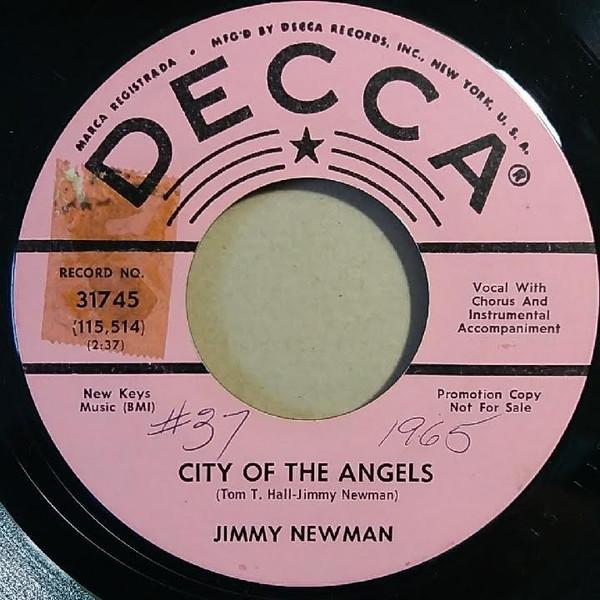 MARCA REGISTRADA • MFG'D BY DECCA RECORDS, INC., NEW YORK, U. S. A.
DECCA®
RECORD NO.
31745
(115,514)
(2:37)
Vocal With
Chorus And
Instrumental
Accompaniment
New Keys
Music (BMI)
Promotion Copy
Not For Sale
#37
1965
CITY OF THE ANGELS
(Tom T. Hall-Jimmy Newman)
JIMMY NEWMAN